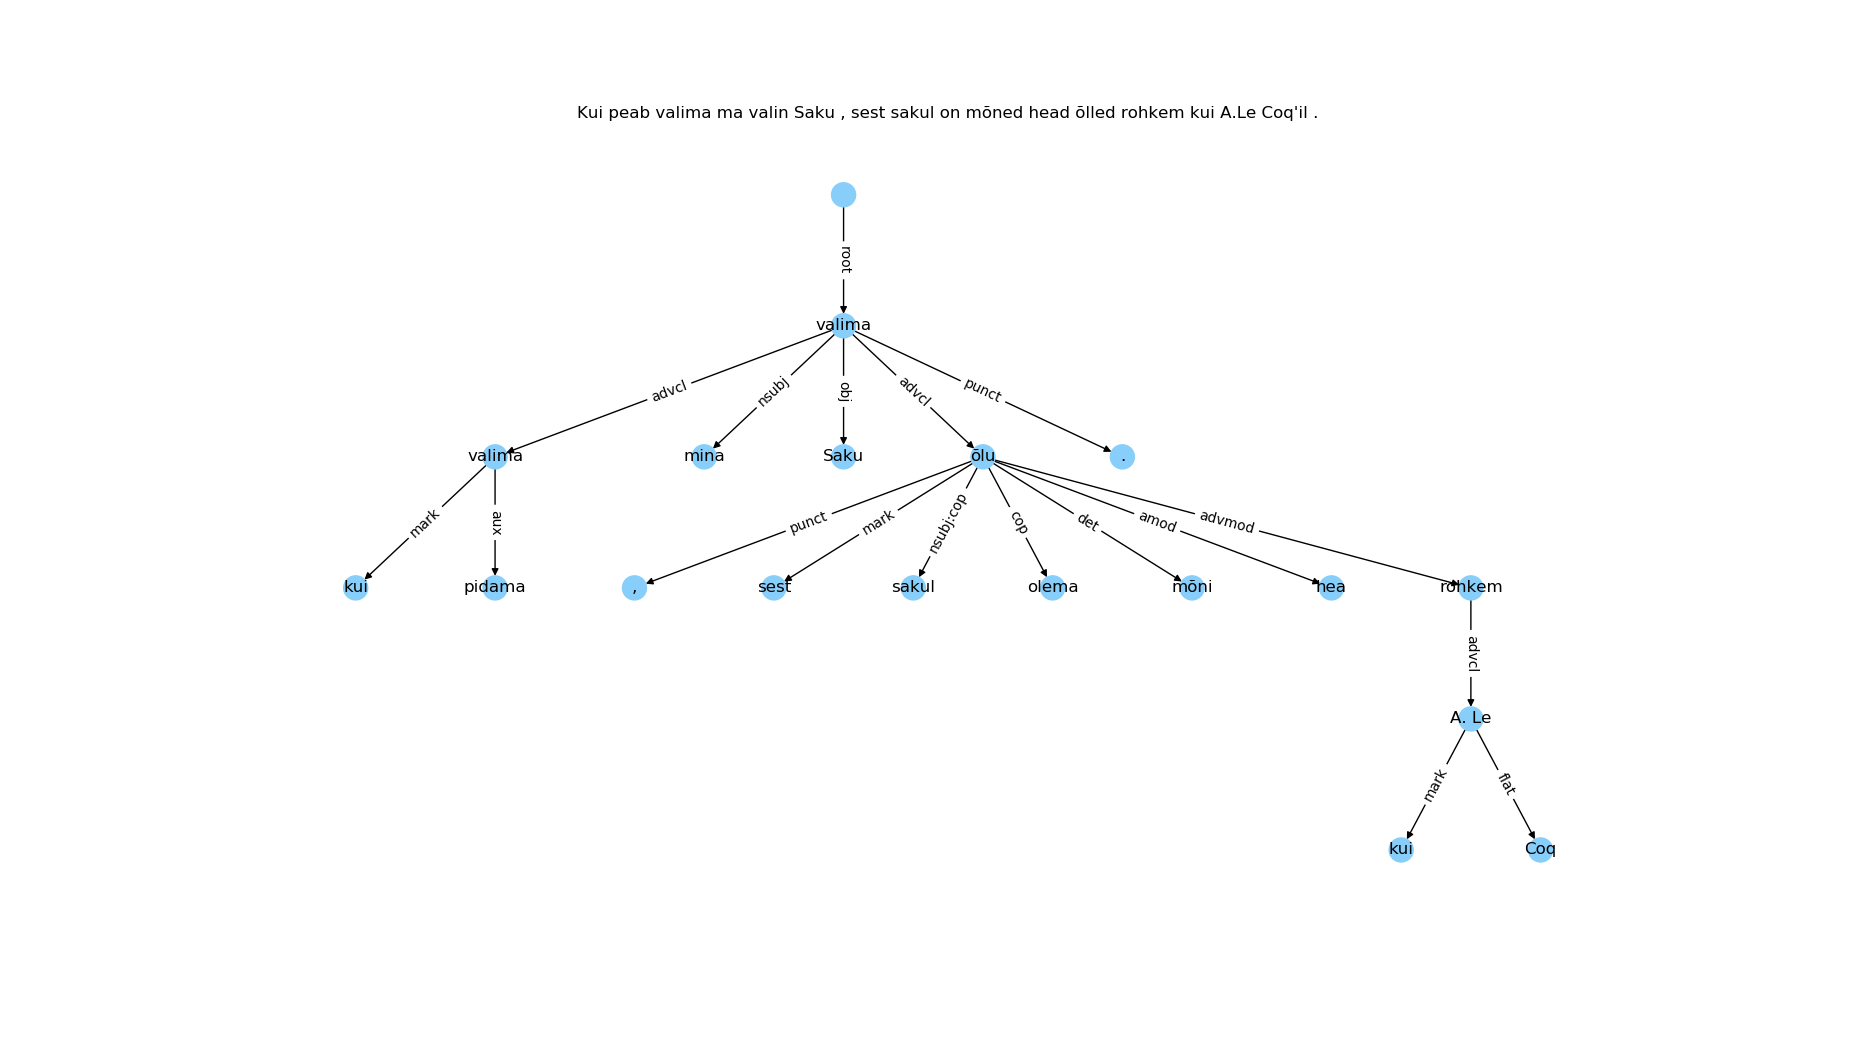 Kui peab valima ma valin Saku , sest sakul on mõned head õlled rohkem kui A.Le Coq'il .
root
valima
advcl nsubj obj advcl punct
valima mina Saku õlu .
mark aux punct mark nsubj:cop cop det amod advmod
kui pidama , sest sakul olema mõni hea rohkem
advcl
A. Le
mark flat
kui Coq